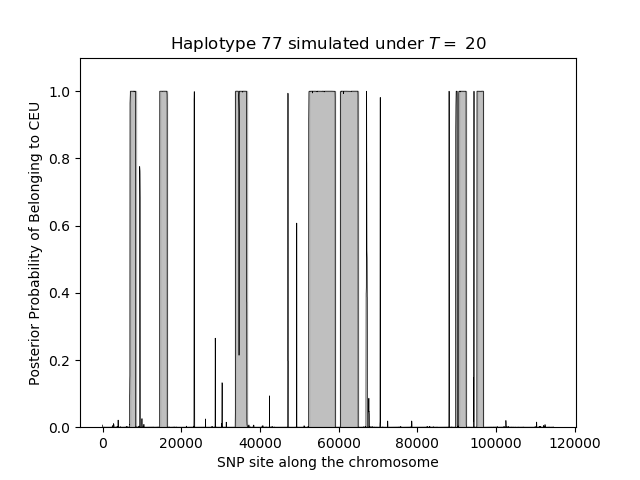 Haplotype 77 simulated under T = 20
Posterior Probability of Belonging to CEU
1.0
0.8
0.6
0.4
0.2
0.0
0 20000 40000 60000 80000 100000 120000
SNP site along the chromosome